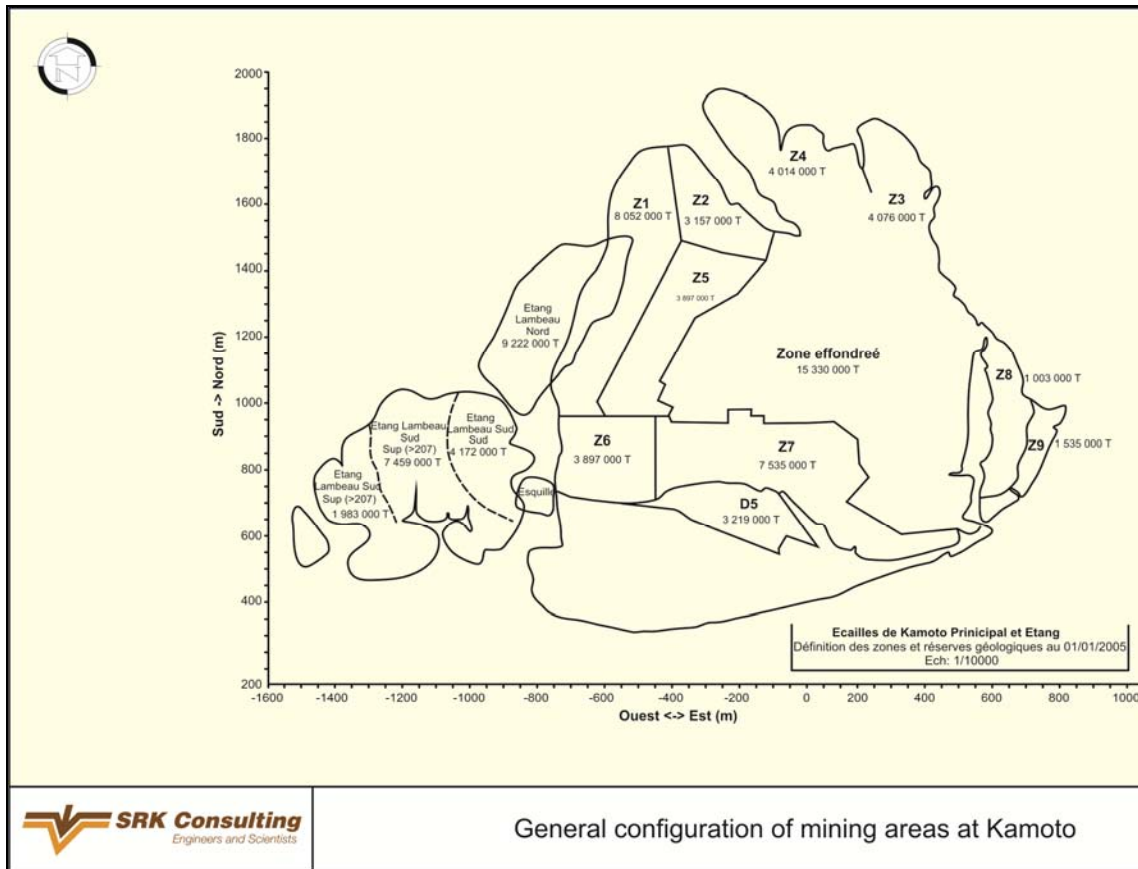 N
2000
1800
1600
1400
1200
1000
800
600
400
200
Sud -> Nord (m)
-1600
-1400
-1200
-1000
-800
-600
-400
-200
0
200
400
600
800
1000
Ouest <-> Est (m)
Z4
4 014 000 T
Z3
4 076 000 T
Z1
8 052 000 T
Z2
3 157 000 T
Z5
3 897 000 T
Etang
Lambeau
Nord
9 222 000 T
Zone effondreé
15 330 000 T
Z8
1 003 000 T
Z9
1 535 000 T
Etang
Lambeau Sud
Sud
4 172 000 T
Etang Lambeau
Sud
Sup (>207)
7 459 000 T
Etang
Lambeau Sud
Sup (>207)
1 983 000 T
Z6
3 897 000 T
Z7
7 535 000 T
Esquille
D5
3 219 000 T
Ecailles de Kamoto Prinicipal et Etang
Définition des zones et réserves géologiques au 01/01/2005
Ech: 1/10000
SRK Consulting
Engineers and Scientists
General configuration of mining areas at Kamoto